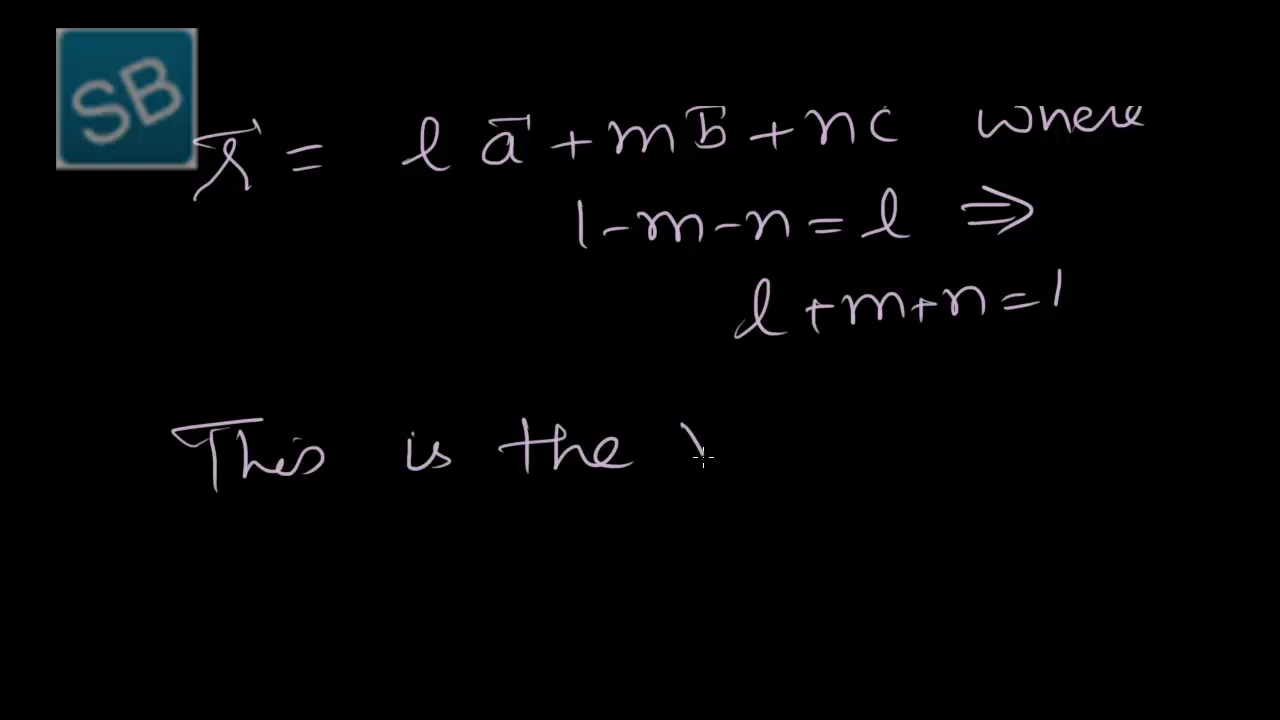 SB
r⃗ = l a⃗ + m b⃗ + n c where
1 - m - n = l ⇒
l + m + n = 1
This is the